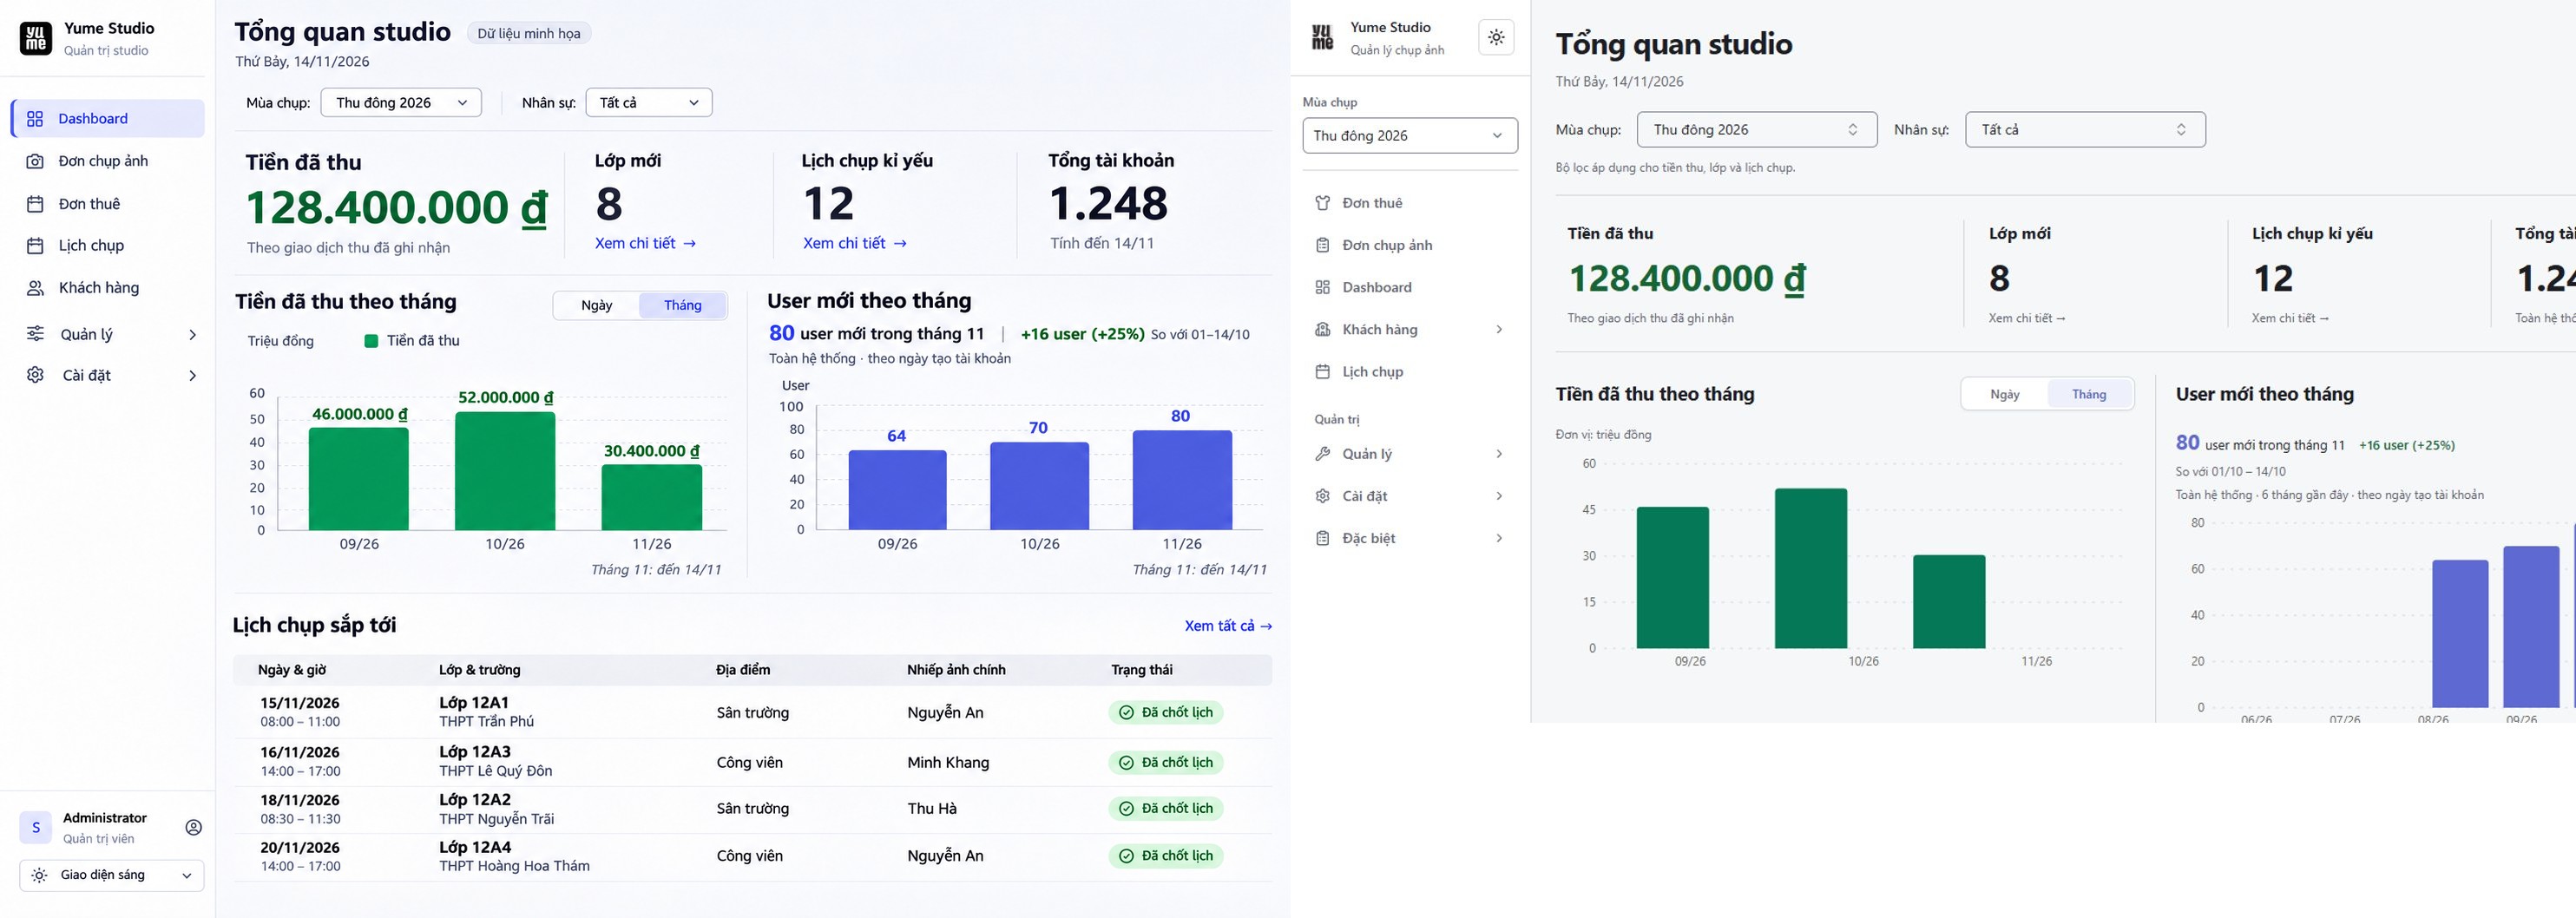 yu
me
Yume Studio
Quản trị studio
Dashboard
Đơn chụp ảnh
Đơn thuê
Lịch chụp
Khách hàng
Quản lý
Cài đặt
S
Administrator
Quản trị viên
Giao diện sáng
Tổng quan studio
Dữ liệu minh họa
Thứ Bảy, 14/11/2026
Mùa chụp: Thu đông 2026 Nhân sự: Tất cả
Tiền đã thu
128.400.000 ₫
Theo giao dịch thu đã ghi nhận
Lớp mới
8
Xem chi tiết →
Lịch chụp kỉ yếu
12
Xem chi tiết →
Tổng tài khoản
1.248
Tính đến 14/11
Tiền đã thu theo tháng
Ngày Tháng
Triệu đồng Tiền đã thu
60
50
40
30
20
10
0
46.000.000 ₫
52.000.000 ₫
30.400.000 ₫
09/26 10/26 11/26
Tháng 11: đến 14/11
User mới theo tháng
80 user mới trong tháng 11 | +16 user (+25%) So với 01–14/10
Toàn hệ thống · theo ngày tạo tài khoản
User
100
80
60
40
20
0
64
70
80
09/26 10/26 11/26
Tháng 11: đến 14/11
Lịch chụp sắp tới
Xem tất cả →
Ngày & giờ Lớp & trường Địa điểm Nhiếp ảnh chính Trạng thái
15/11/2026 Lớp 12A1
08:00 – 11:00 THPT Trần Phú Sân trường Nguyễn An Đã chốt lịch
16/11/2026 Lớp 12A3
14:00 – 17:00 THPT Lê Quý Đôn Công viên Minh Khang Đã chốt lịch
18/11/2026 Lớp 12A2
08:30 – 11:30 THPT Nguyễn Trãi Sân trường Thu Hà Đã chốt lịch
20/11/2026 Lớp 12A4
14:00 – 17:00 THPT Hoàng Hoa Thám Công viên Nguyễn An Đã chốt lịch
yu
me
Yume Studio
Quản lý chụp ảnh
Mùa chụp
Thu đông 2026
Đơn thuê
Đơn chụp ảnh
Dashboard
Khách hàng
Lịch chụp
Quản trị
Quản lý
Cài đặt
Đặc biệt
Tổng quan studio
Thứ Bảy, 14/11/2026
Mùa chụp: Thu đông 2026 Nhân sự: Tất cả
Bộ lọc áp dụng cho tiền thu, lớp và lịch chụp.
Tiền đã thu
128.400.000 ₫
Theo giao dịch thu đã ghi nhận
Lớp mới
8
Xem chi tiết →
Lịch chụp kỉ yếu
12
Xem chi tiết →
Tổng
1.24
Toàn hệ
Tiền đã thu theo tháng
Ngày Tháng
Đơn vị: triệu đồng
60
45
30
15
0
09/26 10/26 11/26
User mới theo tháng
80 user mới trong tháng 11 +16 user (+25%)
So với 01/10 – 14/10
Toàn hệ thống · 6 tháng gần đây · theo ngày tạo tài khoản
80
60
40
20
0
06/26 07/26 08/26 09/26